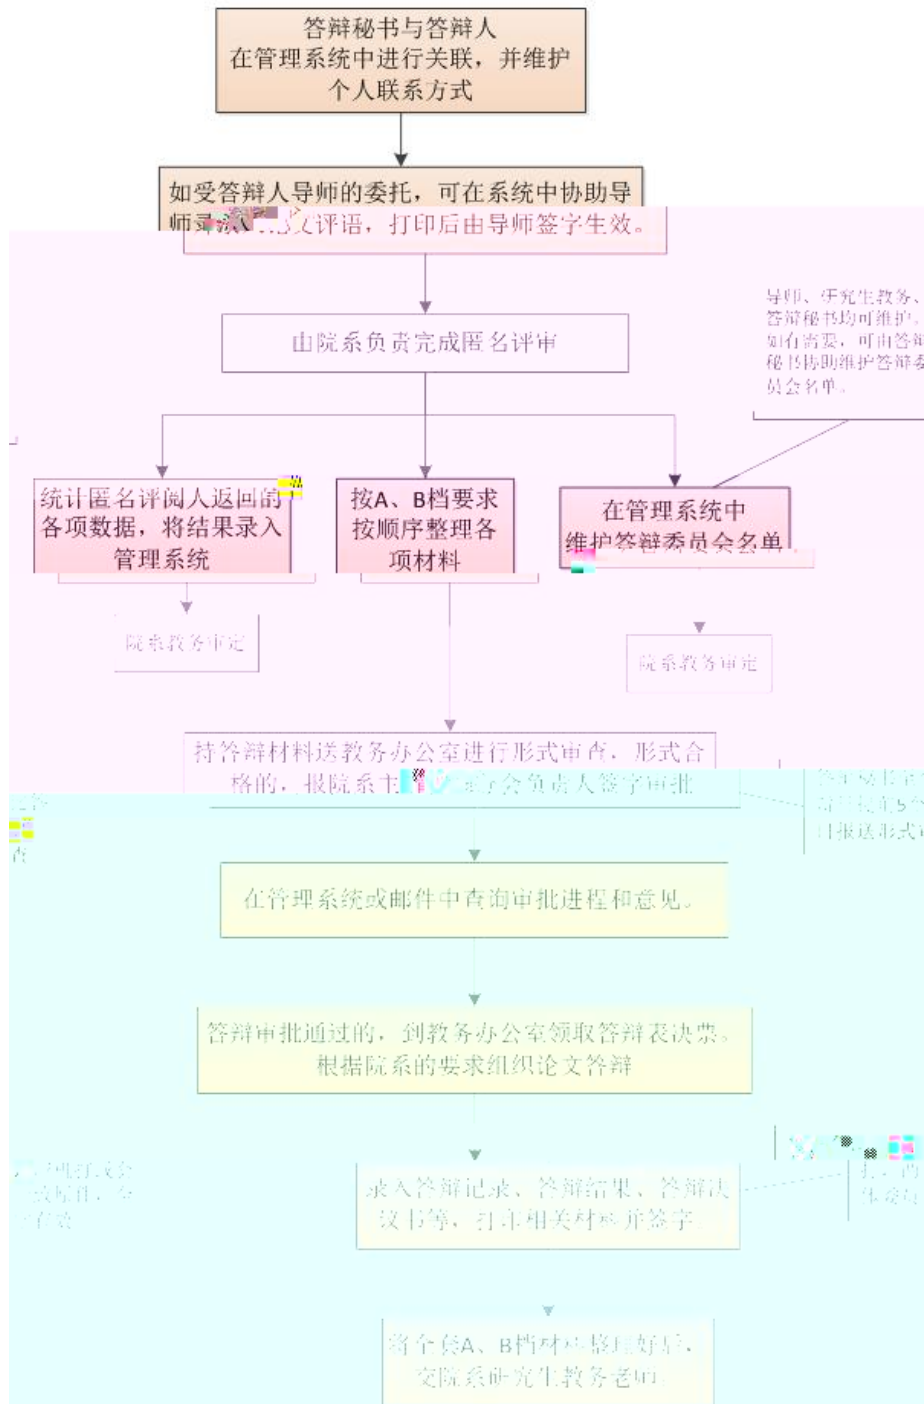 答辩秘书与答辩人
在管理系统中进行关联，并维护
个人联系方式
如受答辩人导师的委托，可在系统中协助导
师 文评语，打印后由导师签字生效。
由院系负责完成匿名评审
导师、研究生教务、
答辩秘书均可维护。
如有需要，可由答辩
秘书协助维护答辩委
员会名单。
统计匿名评阅人返回的
各项数据，将结果录入
管理系统
按A、B档要求
按顺序整理各
项材料
在管理系统中
维护答辩委员会名单
院系教务审定
院系教务审定
持答辩材料送教务办公室进行形式审查，形式合
格的，报院系主 会负责人签字审批
日报送形式
查
在管理系统或邮件中查询审批进程和意见。
答辩审批通过的，到教务办公室领取答辩表决票。
根据院系的要求组织论文答辩
录入答辩记录、答辩结果、答辩决
议书等，打印相关材料并签字
将全套A、B档材料整理好后，
交院系研究生教务老师